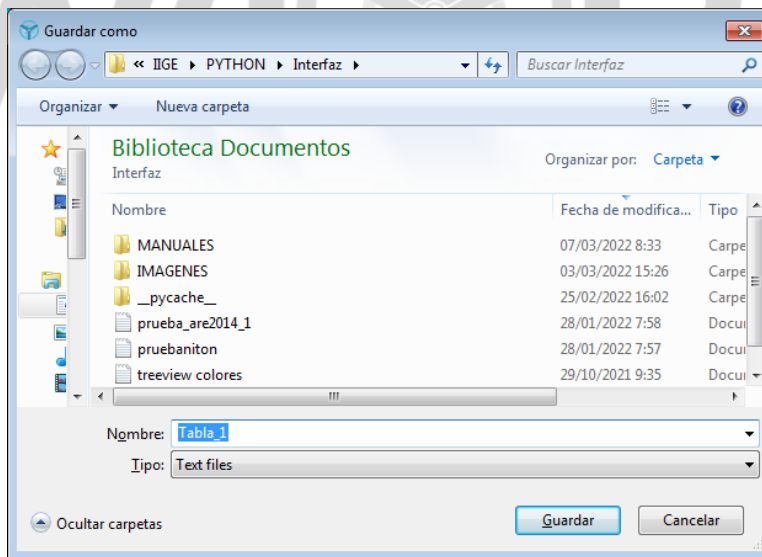 Guardar como
« IIGE ▸ PYTHON ▸ Interfaz ▸ Buscar Interfaz
Organizar Nueva carpeta
Biblioteca Documentos
Interfaz
Organizar por: Carpeta
Nombre Fecha de modifica... Tipo
MANUALES 07/03/2022 8:33 Carpe
IMAGENES 03/03/2022 15:26 Carpe
__pycache__ 25/02/2022 16:02 Carpe
prueba_are2014_1 28/01/2022 7:58 Docu
pruebaniton 28/01/2022 7:57 Docu
treeview colores 29/10/2021 9:35 Docu
Nombre: Tabla_1
Tipo: Text files
Ocultar carpetas Guardar Cancelar